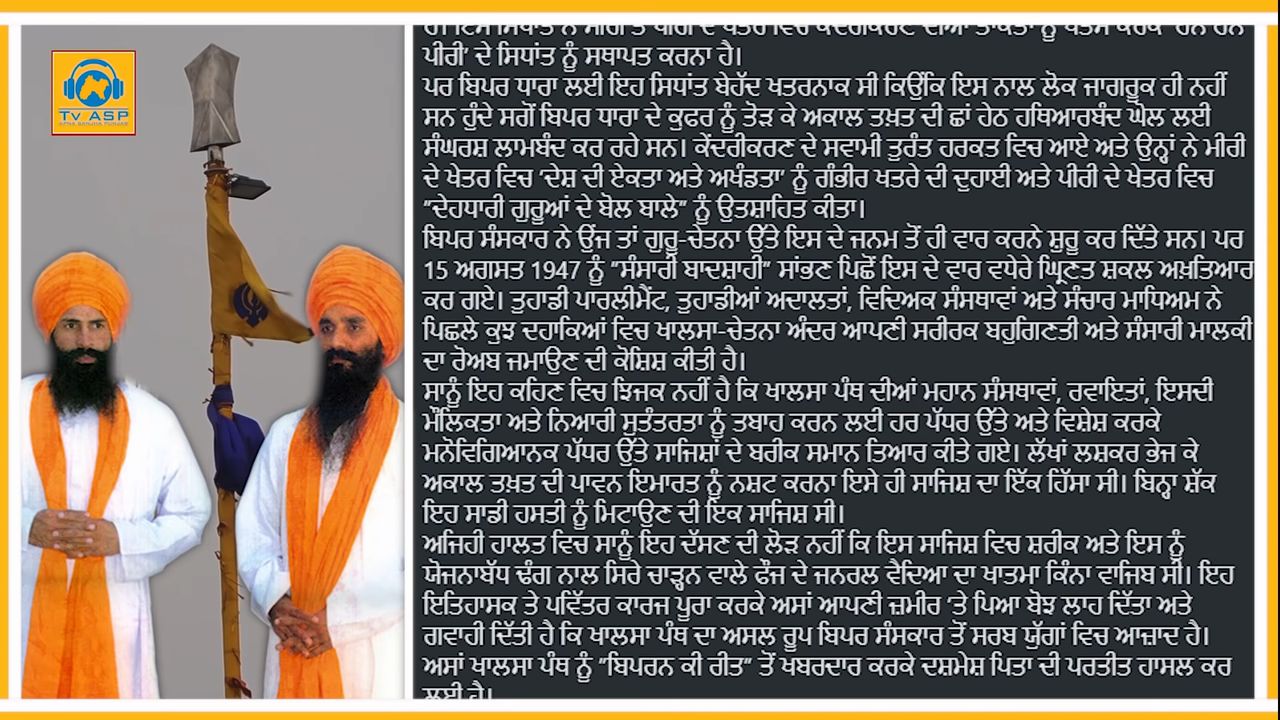 TV ASP
APNA SANJHA PUNJAB
ਪੀਰੀ' ਦੇ ਸਿਧਾਂਤ ਨੂੰ ਸਥਾਪਤ ਕਰਨਾ ਹੈ।
ਪਰ ਬਿਪਰ ਧਾਰਾ ਲਈ ਇਹ ਸਿਧਾਂਤ ਬੇਹੱਦ ਖਤਰਨਾਕ ਸੀ ਕਿਉਂਕਿ ਇਸ ਨਾਲ ਲੋਕ ਜਾਗਰੂਕ ਹੀ ਨਹੀਂ
ਸਨ ਹੁੰਦੇ ਸਗੋਂ ਬਿਪਰ ਧਾਰਾ ਦੇ ਕੁਫਰ ਨੂੰ ਤੋੜ ਕੇ ਅਕਾਲ ਤਖ਼ਤ ਦੀ ਛਾਂ ਹੇਠ ਹਥਿਆਰਬੰਦ ਘੋਲ ਲਈ
ਸੰਘਰਸ਼ ਲਾਮਬੰਦ ਕਰ ਰਹੇ ਸਨ। ਕੇਂਦਰੀਕਰਣ ਦੇ ਸਵਾਮੀ ਤੁਰੰਤ ਹਰਕਤ ਵਿਚ ਆਏ ਅਤੇ ਉਨ੍ਹਾਂ ਨੇ ਮੀਰੀ
ਦੇ ਖੇਤਰ ਵਿਚ 'ਦੇਸ਼ ਦੀ ਏਕਤਾ ਅਤੇ ਅਖੰਡਤਾ' ਨੂੰ ਗੰਭੀਰ ਖਤਰੇ ਦੀ ਦੁਹਾਈ ਅਤੇ ਪੀਰੀ ਦੇ ਖੇਤਰ ਵਿਚ
"ਦੇਹਧਾਰੀ ਗੁਰੂਆਂ ਦੇ ਬੋਲ ਬਾਲੇ" ਨੂੰ ਉਤਸ਼ਾਹਿਤ ਕੀਤਾ।
ਬਿਪਰ ਸੰਸਕਾਰ ਨੇ ਉਂਜ ਤਾਂ ਗੁਰੂ-ਚੇਤਨਾ ਉੱਤੇ ਇਸ ਦੇ ਜਨਮ ਤੋਂ ਹੀ ਵਾਰ ਕਰਨੇ ਸ਼ੁਰੂ ਕਰ ਦਿੱਤੇ ਸਨ। ਪਰ
15 ਅਗਸਤ 1947 ਨੂੰ "ਸੰਸਾਰੀ ਬਾਦਸ਼ਾਹੀ" ਸਾਂਭਣ ਪਿਛੋਂ ਇਸ ਦੇ ਵਾਰ ਵਧੇਰੇ ਘ੍ਰਿਣਤ ਸ਼ਕਲ ਅਖ਼ਤਿਆਰ
ਕਰ ਗਏ। ਤੁਹਾਡੀ ਪਾਰਲੀਮੈਂਟ, ਤੁਹਾਡੀਆਂ ਅਦਾਲਤਾਂ, ਵਿਦਿਅਕ ਸੰਸਥਾਵਾਂ ਅਤੇ ਸੰਚਾਰ ਮਾਧਿਅਮ ਨੇ
ਪਿਛਲੇ ਕੁਝ ਦਹਾਕਿਆਂ ਵਿਚ ਖਾਲਸਾ-ਚੇਤਨਾ ਅੰਦਰ ਆਪਣੀ ਸਰੀਰਕ ਬਹੁਗਿਣਤੀ ਅਤੇ ਸੰਸਾਰੀ ਮਾਲਕੀ
ਦਾ ਰੋਅਬ ਜਮਾਉਣ ਦੀ ਕੋਸ਼ਿਸ਼ ਕੀਤੀ ਹੈ।
ਸਾਨੂੰ ਇਹ ਕਹਿਣ ਵਿਚ ਝਿਜਕ ਨਹੀਂ ਹੈ ਕਿ ਖਾਲਸਾ ਪੰਥ ਦੀਆਂ ਮਹਾਨ ਸੰਸਥਾਵਾਂ, ਰਵਾਇਤਾਂ, ਇਸਦੀ
ਮੌਲਿਕਤਾ ਅਤੇ ਨਿਆਰੀ ਸੁਤੰਤਰਤਾ ਨੂੰ ਤਬਾਹ ਕਰਨ ਲਈ ਹਰ ਪੱਧਰ ਉੱਤੇ ਅਤੇ ਵਿਸ਼ੇਸ਼ ਕਰਕੇ
ਮਨੋਵਿਗਿਆਨਕ ਪੱਧਰ ਉੱਤੇ ਸਾਜਿਸ਼ਾਂ ਦੇ ਬਰੀਕ ਸਮਾਨ ਤਿਆਰ ਕੀਤੇ ਗਏ। ਲੱਖਾਂ ਲਸ਼ਕਰ ਭੇਜ ਕੇ
ਅਕਾਲ ਤਖ਼ਤ ਦੀ ਪਾਵਨ ਇਮਾਰਤ ਨੂੰ ਨਸ਼ਟ ਕਰਨਾ ਇਸੇ ਹੀ ਸਾਜਿਸ਼ ਦਾ ਇੱਕ ਹਿੱਸਾ ਸੀ। ਬਿਨ੍ਹਾ ਸ਼ੱਕ
ਇਹ ਸਾਡੀ ਹਸਤੀ ਨੂੰ ਮਿਟਾਉਣ ਦੀ ਇਕ ਸਾਜਿਸ਼ ਸੀ।
ਅਜਿਹੀ ਹਾਲਤ ਵਿਚ ਸਾਨੂੰ ਇਹ ਦੱਸਣ ਦੀ ਲੋੜ ਨਹੀਂ ਕਿ ਇਸ ਸਾਜਿਸ਼ ਵਿਚ ਸ਼ਰੀਕ ਅਤੇ ਇਸ ਨੂੰ
ਯੋਜਨਾਬੱਧ ਢੰਗ ਨਾਲ ਸਿਰੇ ਚਾੜ੍ਹਨ ਵਾਲੇ ਫੌਜ ਦੇ ਜਨਰਲ ਵੈਦਿਆ ਦਾ ਖਾਤਮਾ ਕਿੰਨਾ ਵਾਜਿਬ ਸੀ। ਇਹ
ਇਤਿਹਾਸਕ ਤੇ ਪਵਿੱਤਰ ਕਾਰਜ ਪੂਰਾ ਕਰਕੇ ਅਸਾਂ ਆਪਣੀ ਜ਼ਮੀਰ 'ਤੇ ਪਿਆ ਬੋਝ ਲਾਹ ਦਿੱਤਾ ਅਤੇ
ਗਵਾਹੀ ਦਿੱਤੀ ਹੈ ਕਿ ਖਾਲਸਾ ਪੰਥ ਦਾ ਅਸਲ ਰੂਪ ਬਿਪਰ ਸੰਸਕਾਰ ਤੋਂ ਸਰਬ ਯੁੱਗਾਂ ਵਿਚ ਆਜ਼ਾਦ ਹੈ।
ਅਸਾਂ ਖਾਲਸਾ ਪੰਥ ਨੂੰ "ਬਿਪਰਨ ਕੀ ਰੀਤ" ਤੋਂ ਖਬਰਦਾਰ ਕਰਕੇ ਦਸ਼ਮੇਸ਼ ਪਿਤਾ ਦੀ ਪਰਤੀਤ ਹਾਸਲ ਕਰ
ਲਈ ਹੈ।